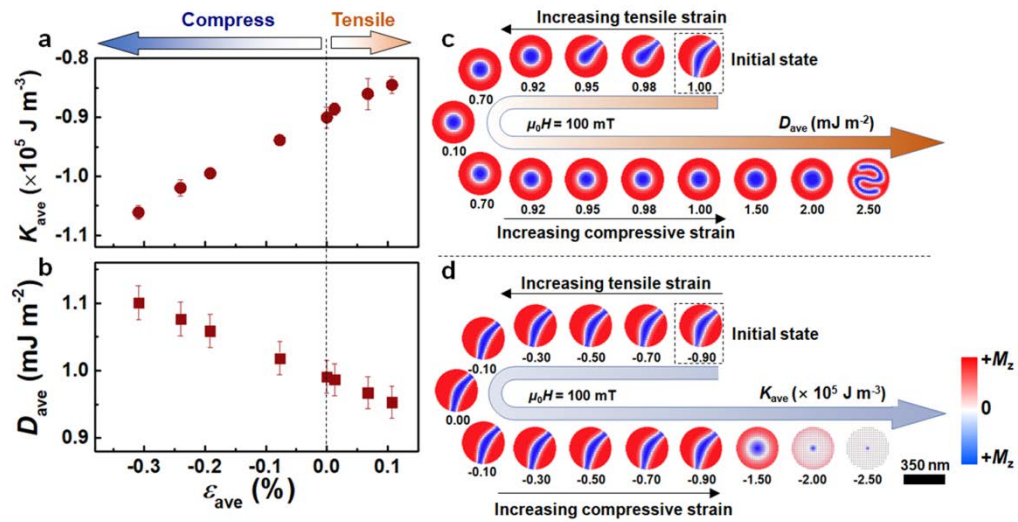 Compress
Tensile
a
-0.8
-0.9
-1.0
-1.1
K_ave (×10⁵ J m⁻³)
b
1.1
1.0
0.9
D_ave (mJ m⁻²)
-0.3 -0.2 -0.1 0.0 0.1
ε_ave (%)
c
Increasing tensile strain
Initial state
0.70 0.92 0.95 0.98 1.00
0.10
μ₀H = 100 mT
D_ave (mJ m⁻²)
0.70 0.92 0.95 0.98 1.00 1.50 2.00 2.50
Increasing compressive strain
d
Increasing tensile strain
Initial state
-0.10 -0.30 -0.50 -0.70 -0.90
0.00
μ₀H = 100 mT
K_ave (× 10⁵ J m⁻³)
-0.10 -0.30 -0.50 -0.70 -0.90 -1.50 -2.00 -2.50
Increasing compressive strain
+M_z
0
+M_z
350 nm